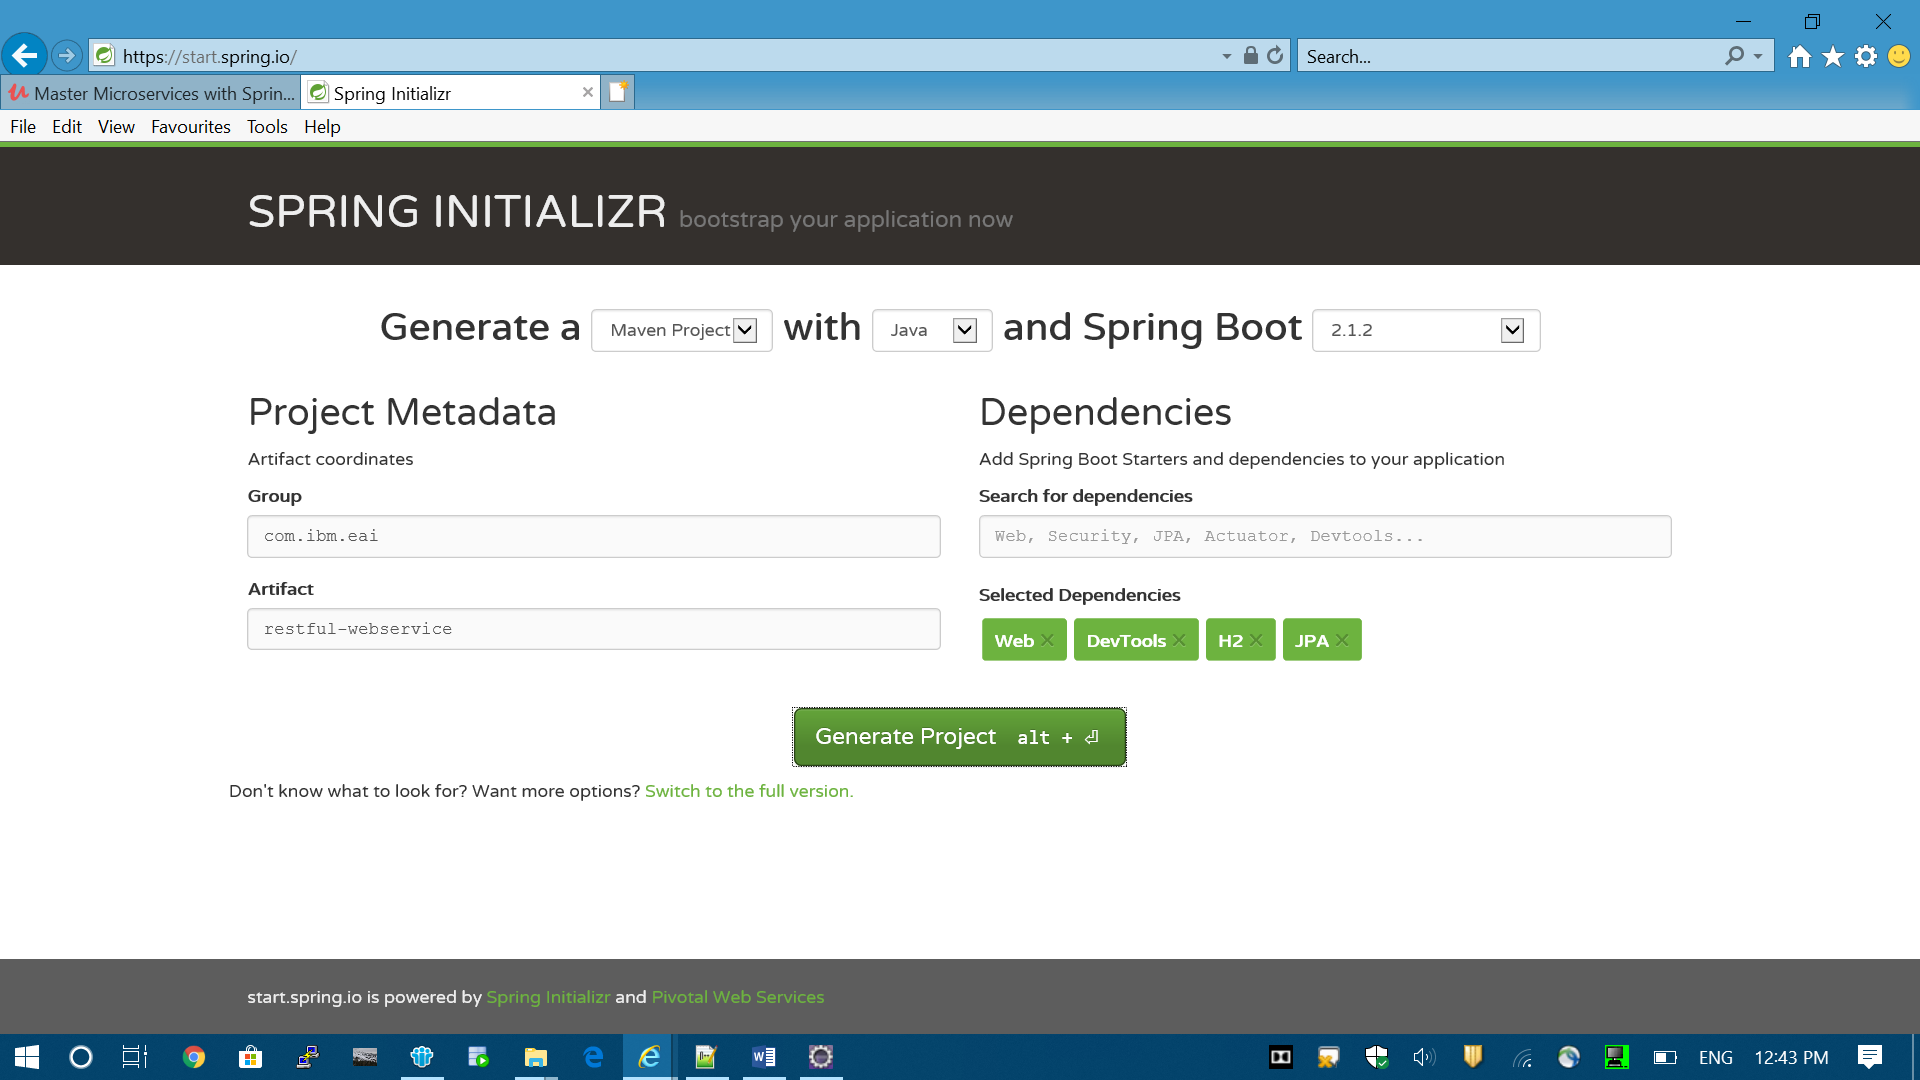 https://start.spring.io/
Search...
Master Microservices with Sprin...
Spring Initializr
File Edit View Favourites Tools Help
SPRING INITIALIZR bootstrap your application now
Generate a Maven Project with Java and Spring Boot 2.1.2
Project Metadata
Artifact coordinates
Group
com.ibm.eai
Artifact
restful-webservice
Dependencies
Add Spring Boot Starters and dependencies to your application
Search for dependencies
Web, Security, JPA, Actuator, Devtools...
Selected Dependencies
Web × DevTools × H2 × JPA ×
Generate Project alt + ⏎
Don't know what to look for? Want more options? Switch to the full version.
start.spring.io is powered by Spring Initializr and Pivotal Web Services
ENG 12:43 PM